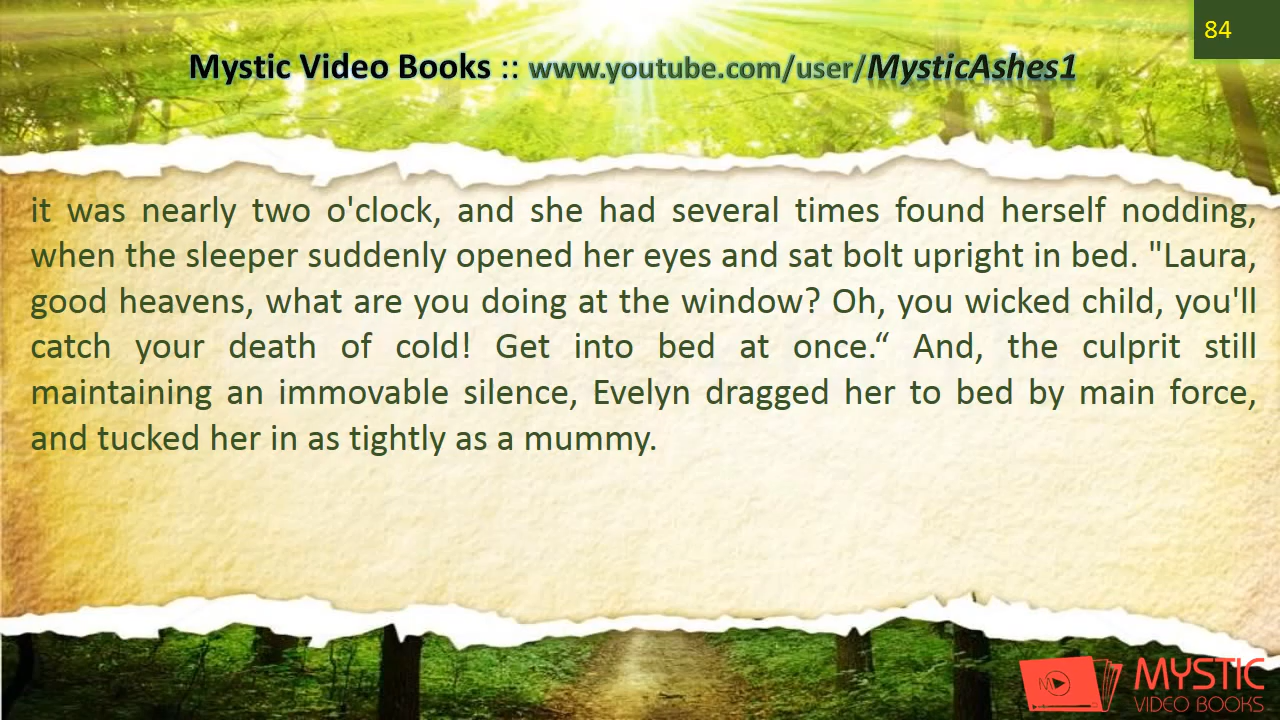 84
Mystic Video Books :: www.youtube.com/user/MysticAshes1
it was nearly two o'clock, and she had several times found herself nodding,
when the sleeper suddenly opened her eyes and sat bolt upright in bed. "Laura,
good heavens, what are you doing at the window? Oh, you wicked child, you'll
catch your death of cold! Get into bed at once.“ And, the culprit still
maintaining an immovable silence, Evelyn dragged her to bed by main force,
and tucked her in as tightly as a mummy.
MYSTIC
VIDEO BOOKS